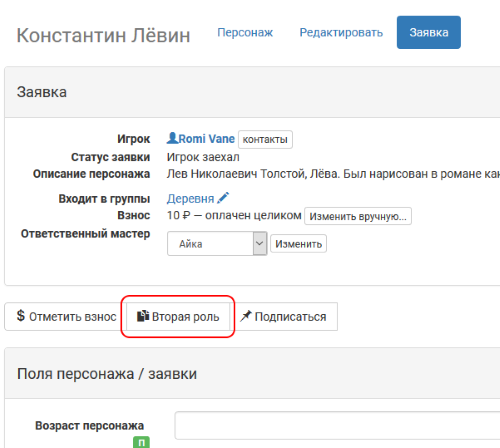 Константин Лёвин Персонаж Редактировать Заявка
Заявка
Игрок Romi Vane контакты
Статус заявки Игрок заехал
Описание персонажа Лев Николаевич Толстой, Лёва. Был нарисован в романе как
Входит в группы Деревня
Взнос 10 ₽ — оплачен целиком Изменить вручную...
Ответственный мастер Айка Изменить
$ Отметить взнос Вторая роль Подписаться
Поля персонажа / заявки
Возраст персонажа
П